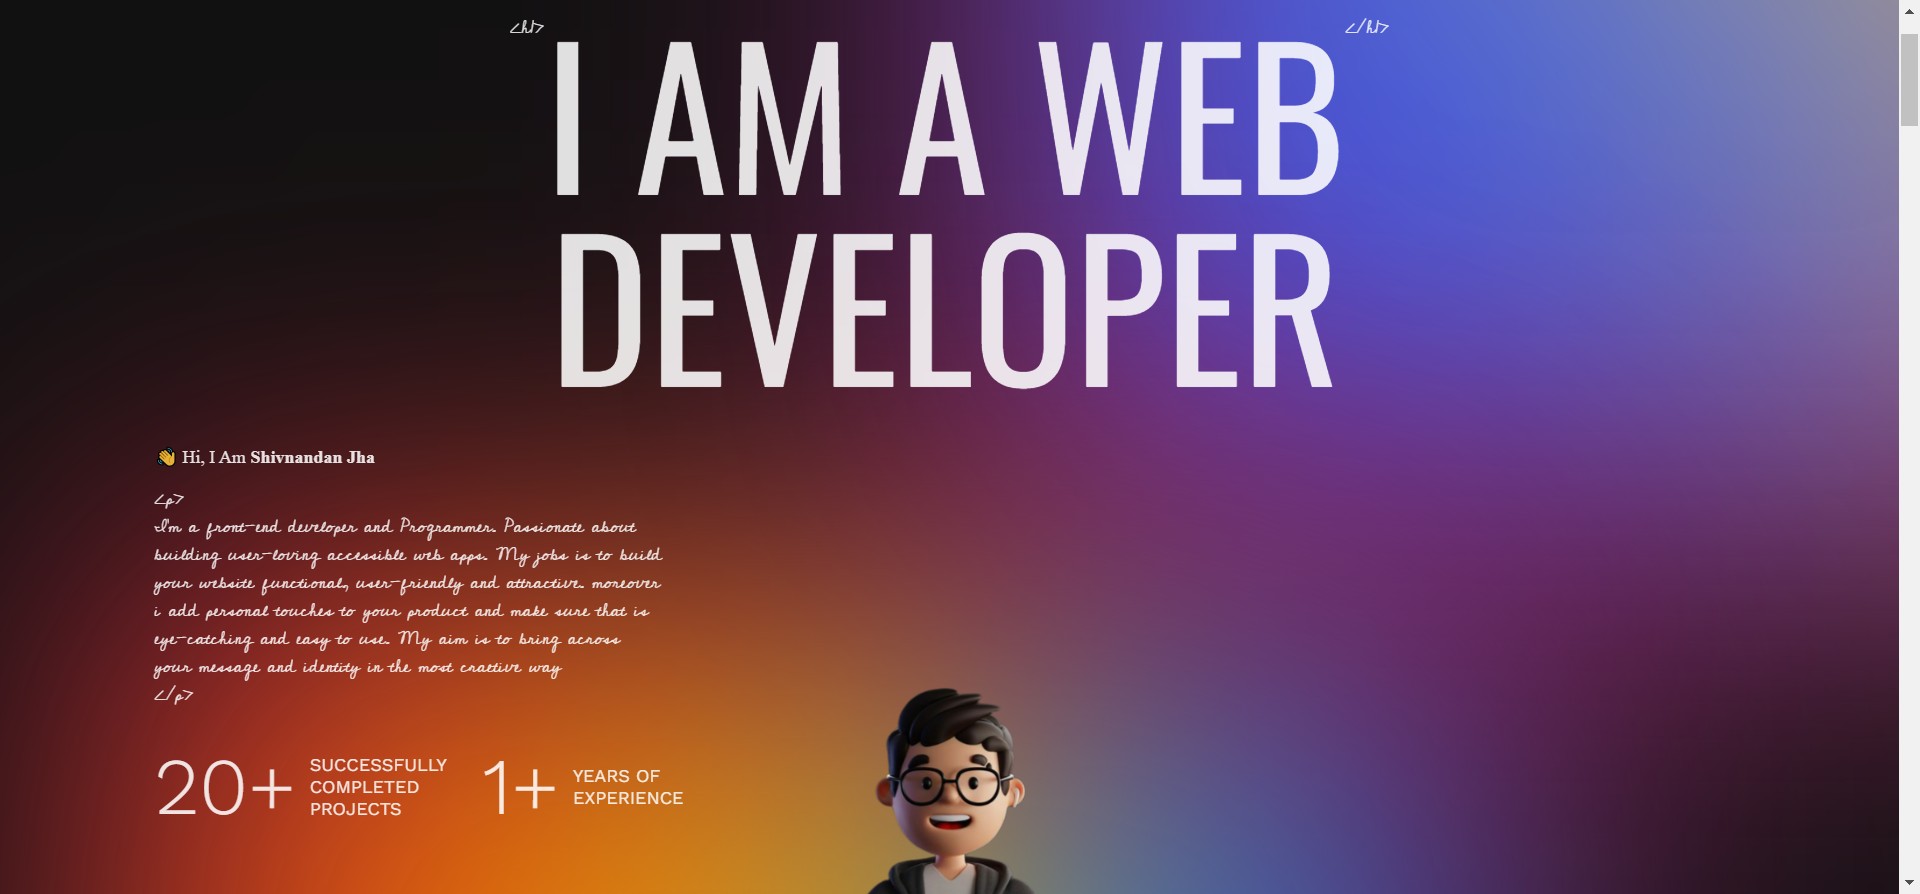 <h1>
I AM A WEB
DEVELOPER
</h1>
👋 Hi, I Am Shivnandan Jha
<p>
I'm a front-end developer and Programmer. Passionate about
building user-loving accessible web apps. My jobs is to build
your website functional, user-friendly and attractive. moreover
i add personal touches to your product and make sure that is
eye-catching and easy to use. My aim is to bring across
your message and identity in the most craetive way
</p>
20+ SUCCESSFULLY
COMPLETED
PROJECTS
1+ YEARS OF
EXPERIENCE